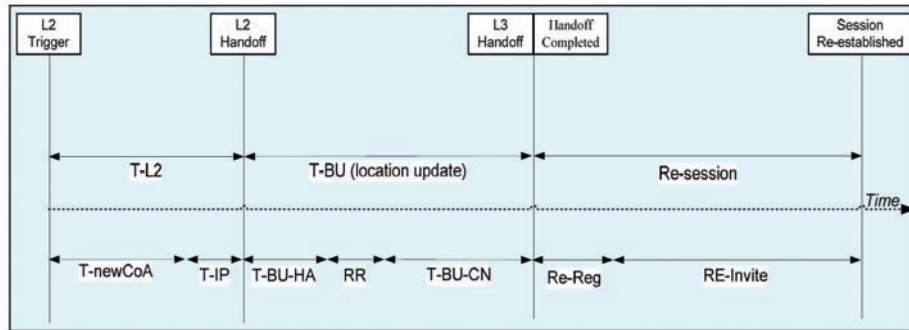 L2
Trigger
L2
Handoff
L3
Handoff
Handoff
Completed
Session
Re-established
T-L2
T-BU (location update)
Re-session
Time
T-newCoA
T-IP
T-BU-HA
RR
T-BU-CN
Re-Reg
RE-Invite